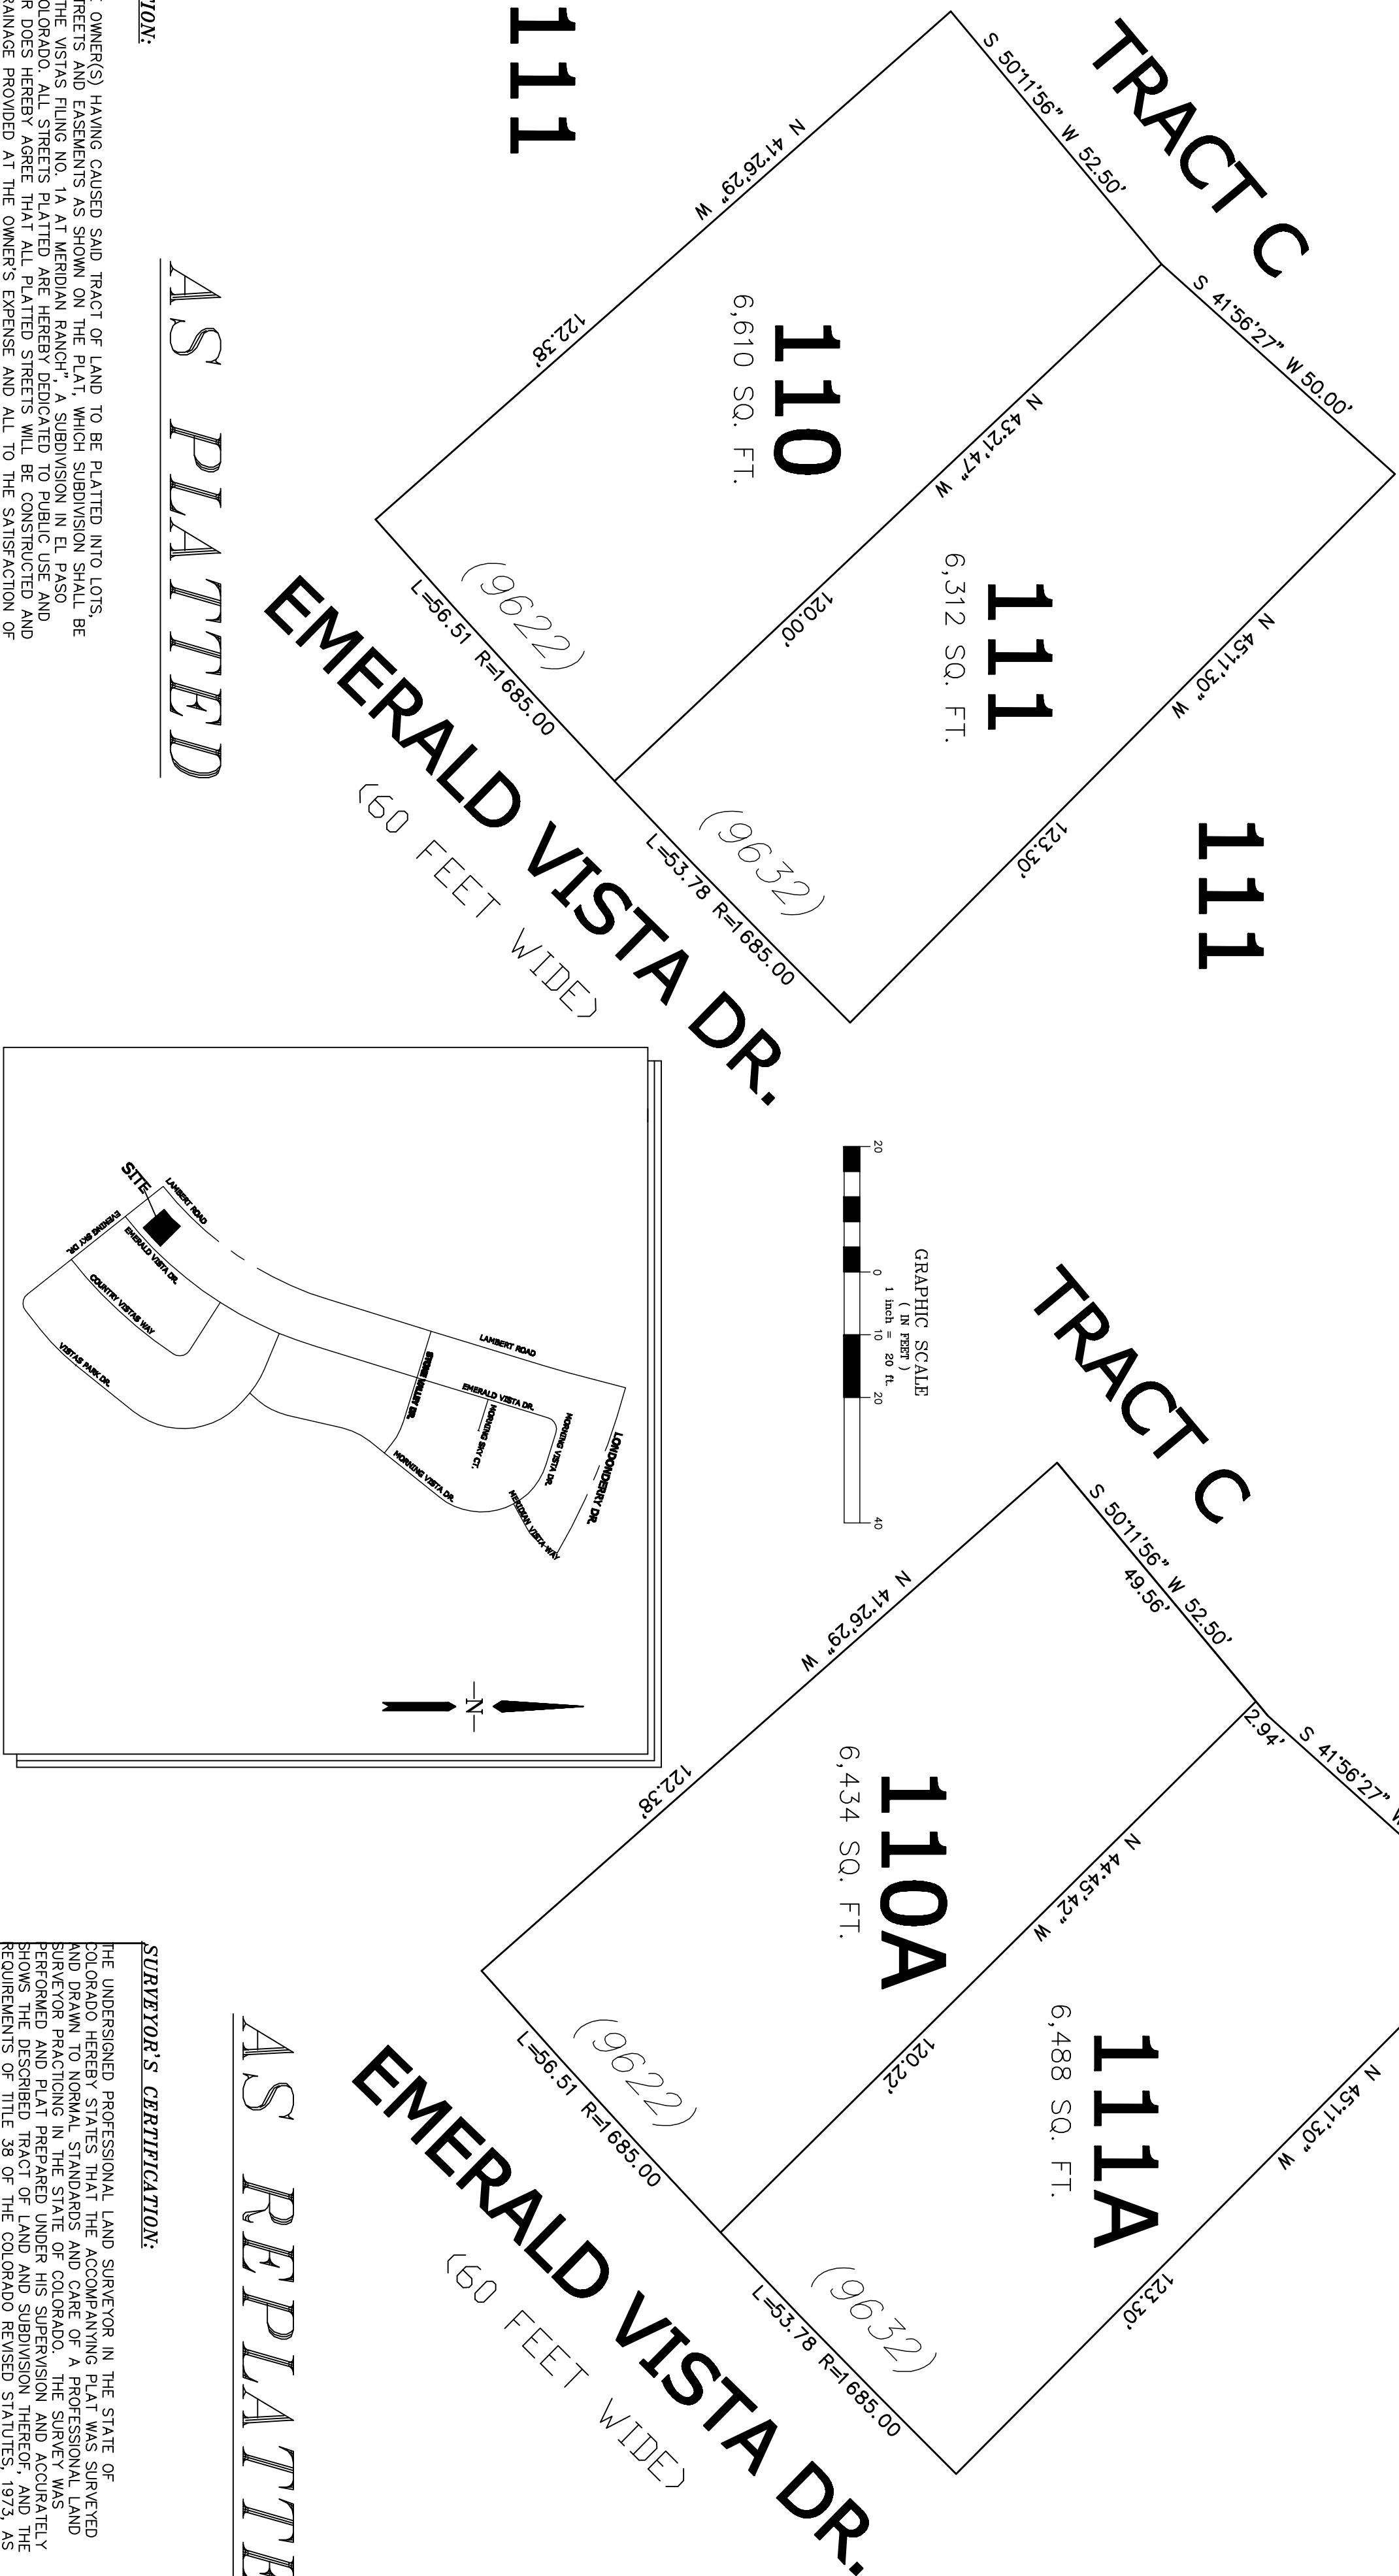 TRACT C
S 50°11'56" W 52.50'
S 41°56'27" W 50.00'
N 41°26'29" W
122.38'
110
6,610 SQ. FT.
N 43°21'47" W
120.00'
111
6,312 SQ. FT.
N 45°11'30" W
123.30'
111
111
(9622)
L=56.51 R=1685.00
(9632)
L=53.78 R=1685.00
EMERALD VISTA DR.
(60 FEET WIDE)
AS PLATTED
TION:
OWNER(S) HAVING CAUSED SAID TRACT OF LAND TO BE PLATTED INTO LOTS,
TREETS AND EASEMENTS AS SHOWN ON THE PLAT, WHICH SUBDIVISION SHALL BE
THE VISTAS FILING NO. 1A AT MERIDIAN RANCH", A SUBDIVISION IN EL PASO
OLORADO. ALL STREETS PLATTED ARE HEREBY DEDICATED TO PUBLIC USE AND
R DOES HEREBY AGREE THAT ALL PLATTED STREETS WILL BE CONSTRUCTED AND
RAINAGE PROVIDED AT THE OWNER'S EXPENSE AND ALL TO THE SATISFACTION OF
GRAPHIC SCALE
( IN FEET )
1 inch = 20 ft.
20 0 10 20 40
SITE
LAMBERT ROAD
EVENING SKY DR.
EMERALD VISTA DR.
COUNTRY VISTAS WAY
VISTAS PARK DR.
LAMBERT ROAD
EMERALD VISTA DR.
MORNING SKY CT.
MORNING VISTA DR.
MORNING VISTA DR.
MERIDIAN VISTA WAY
LONDONDERRY DR.
N
TRACT C
S 50°11'56" W 52.50'
49.56'
2.94'
S 41°56'27" W
N 41°26'29" W
122.38'
110A
6,434 SQ. FT.
N 44°45'42" W
120.22'
111A
6,488 SQ. FT.
N 45°11'30" W
123.30'
(9622)
L=56.51 R=1685.00
(9632)
L=53.78 R=1685.00
EMERALD VISTA DR.
(60 FEET WIDE)
AS REPLATTE
SURVEYOR'S CERTIFICATION:
THE UNDERSIGNED PROFESSIONAL LAND SURVEYOR IN THE STATE OF
COLORADO HEREBY STATES THAT THE ACCOMPANYING PLAT WAS SURVEYED
AND DRAWN TO NORMAL STANDARDS AND CARE OF A PROFESSIONAL LAND
SURVEYOR PRACTICING IN THE STATE OF COLORADO. THE SURVEY WAS
PERFORMED AND PLAT PREPARED UNDER HIS SUPERVISION AND ACCURATELY
SHOWS THE DESCRIBED TRACT OF LAND AND SUBDIVISION THEREOF, AND THE
REQUIREMENTS OF TITLE 38 OF THE COLORADO REVISED STATUTES, 1973, AS